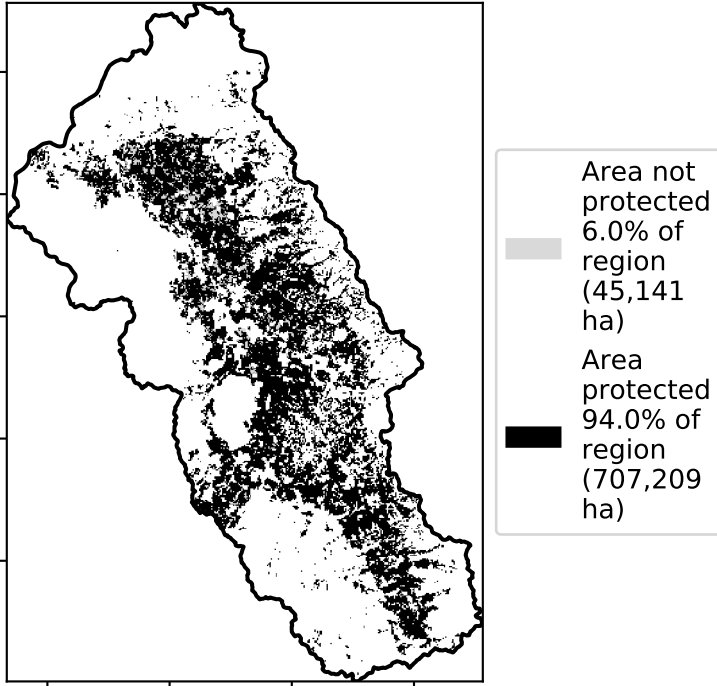 Area not
protected
6.0% of
region
(45,141
ha)
Area
protected
94.0% of
region
(707,209
ha)